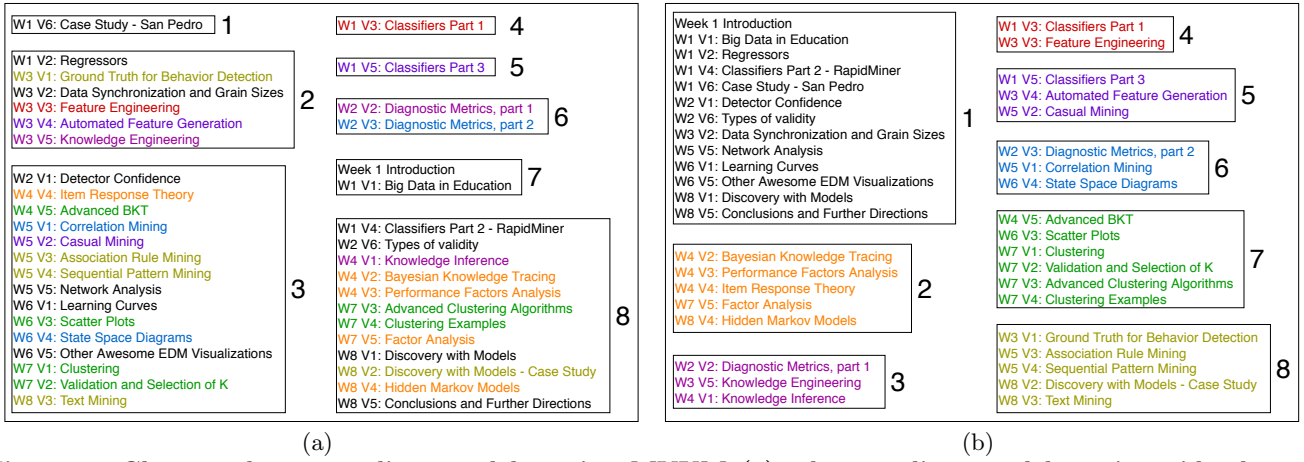 W1 V6: Case Study - San Pedro
1
W1 V2: Regressors
W3 V1: Ground Truth for Behavior Detection
W3 V2: Data Synchronization and Grain Sizes
W3 V3: Feature Engineering
W3 V4: Automated Feature Generation
W3 V5: Knowledge Engineering
2
W2 V1: Detector Confidence
W4 V4: Item Response Theory
W4 V5: Advanced BKT
W5 V1: Correlation Mining
W5 V2: Casual Mining
W5 V3: Association Rule Mining
W5 V4: Sequential Pattern Mining
W5 V5: Network Analysis
W6 V1: Learning Curves
W6 V3: Scatter Plots
W6 V4: State Space Diagrams
W6 V5: Other Awesome EDM Visualizations
W7 V1: Clustering
W7 V2: Validation and Selection of K
W8 V3: Text Mining
3
W1 V3: Classifiers Part 1
4
W1 V5: Classifiers Part 3
5
W2 V2: Diagnostic Metrics, part 1
W2 V3: Diagnostic Metrics, part 2
6
Week 1 Introduction
W1 V1: Big Data in Education
7
W1 V4: Classifiers Part 2 - RapidMiner
W2 V6: Types of validity
W4 V1: Knowledge Inference
W4 V2: Bayesian Knowledge Tracing
W4 V3: Performance Factors Analysis
W7 V3: Advanced Clustering Algorithms
W7 V4: Clustering Examples
W7 V5: Factor Analysis
W8 V1: Discovery with Models
W8 V2: Discovery with Models - Case Study
W8 V4: Hidden Markov Models
W8 V5: Conclusions and Further Directions
8
(a)
Week 1 Introduction
W1 V1: Big Data in Education
W1 V2: Regressors
W1 V4: Classifiers Part 2 - RapidMiner
W1 V6: Case Study - San Pedro
W2 V1: Detector Confidence
W2 V6: Types of validity
W3 V2: Data Synchronization and Grain Sizes
W5 V5: Network Analysis
W6 V1: Learning Curves
W6 V5: Other Awesome EDM Visualizations
W8 V1: Discovery with Models
W8 V5: Conclusions and Further Directions
1
W4 V2: Bayesian Knowledge Tracing
W4 V3: Performance Factors Analysis
W4 V4: Item Response Theory
W7 V5: Factor Analysis
W8 V4: Hidden Markov Models
2
W2 V2: Diagnostic Metrics, part 1
W3 V5: Knowledge Engineering
W4 V1: Knowledge Inference
3
W1 V3: Classifiers Part 1
W3 V3: Feature Engineering
4
W1 V5: Classifiers Part 3
W3 V4: Automated Feature Generation
W5 V2: Casual Mining
5
W2 V3: Diagnostic Metrics, part 2
W5 V1: Correlation Mining
W6 V4: State Space Diagrams
6
W4 V5: Advanced BKT
W6 V3: Scatter Plots
W7 V1: Clustering
W7 V2: Validation and Selection of K
W7 V3: Advanced Clustering Algorithms
W7 V4: Clustering Examples
7
W3 V1: Ground Truth for Behavior Detection
W5 V3: Association Rule Mining
W5 V4: Sequential Pattern Mining
W8 V2: Discovery with Models - Case Study
W8 V3: Text Mining
8
(b)